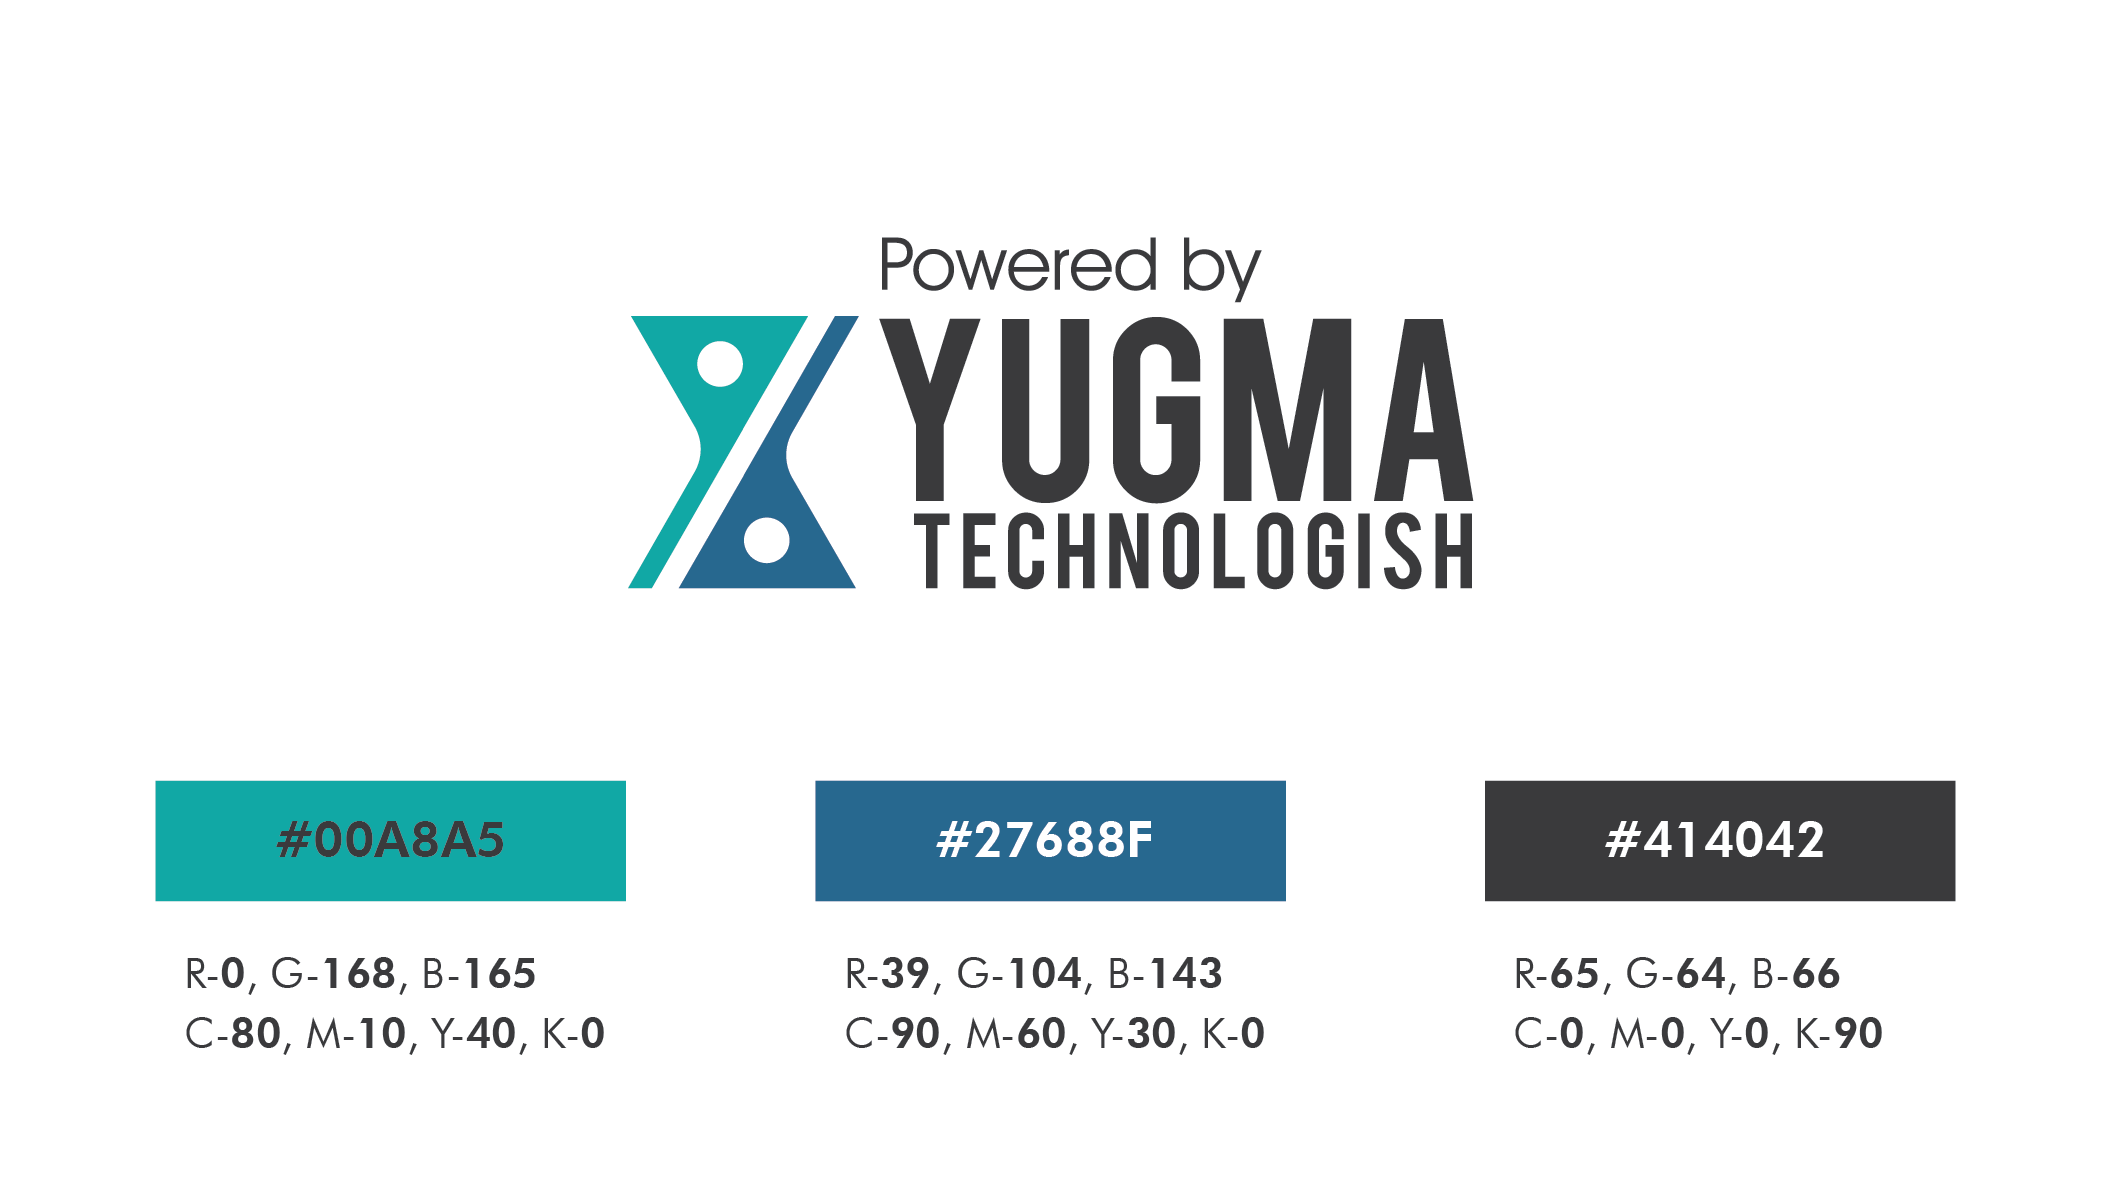 Powered by
YUGMA
TECHNOLOGISH
#00A8A5
#27688F
#414042
R-0, G-168, B-165
C-80, M-10, Y-40, K-0
R-39, G-104, B-143
C-90, M-60, Y-30, K-0
R-65, G-64, B-66
C-0, M-0, Y-0, K-90